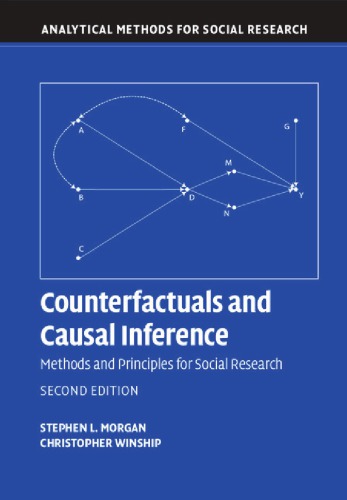 ANALYTICAL METHODS FOR SOCIAL RESEARCH
A
F
G
M
B
D
Y
N
C
Counterfactuals and
Causal Inference
Methods and Principles for Social Research
SECOND EDITION
STEPHEN L. MORGAN
CHRISTOPHER WINSHIP